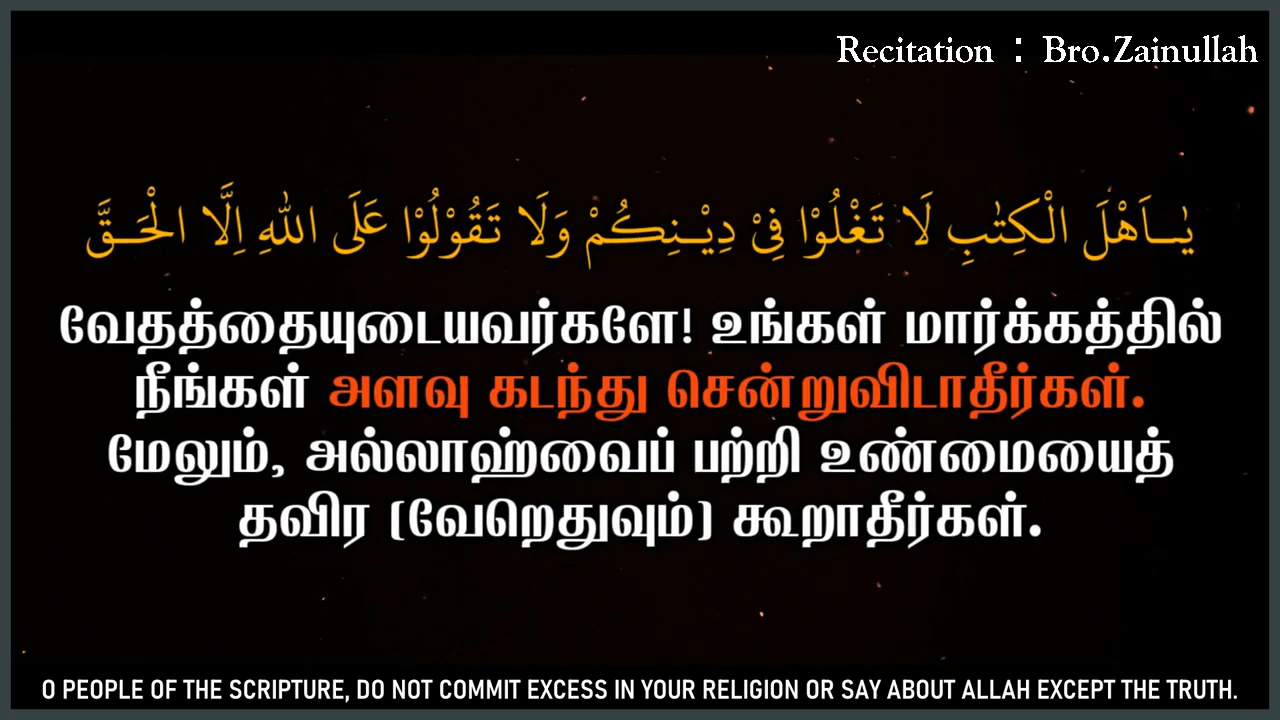 Recitation : Bro.Zainullah
يٰۤـاَهْلَ الْكِتٰبِ لَا تَغْلُوْا فِىْ دِيْـنِكُمْ وَلَا تَقُوْلُوْا عَلَى اللّٰهِ اِلَّا الْحَـقَّ
வேதத்தையுடையவர்களே! உங்கள் மார்க்கத்தில்
நீங்கள் அளவு கடந்து சென்றுவிடாதீர்கள்.
மேலும், அல்லாஹ்வைப் பற்றி உண்மையைத்
தவிர (வேறெதுவும்) கூறாதீர்கள்.
O PEOPLE OF THE SCRIPTURE, DO NOT COMMIT EXCESS IN YOUR RELIGION OR SAY ABOUT ALLAH EXCEPT THE TRUTH.